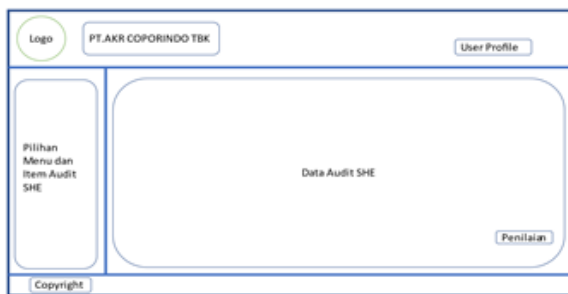 Logo
PT.AKR COPORINDO TBK
User Profile
Pilihan
Menu dan
Item Audit
SHE
Data Audit SHE
Penilaian
Copyright